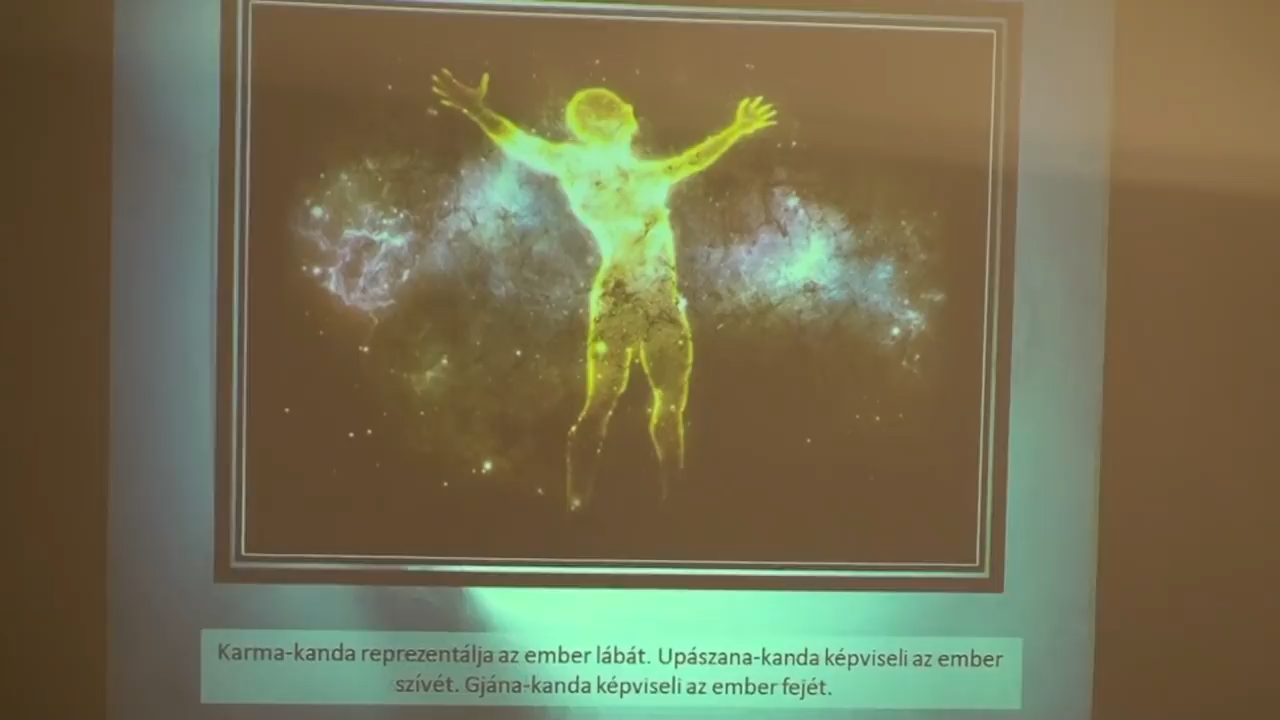 Karma-kanda reprezentálja az ember lábát. Upászana-kanda képviseli az ember
szívét. Gjána-kanda képviseli az ember fejét.